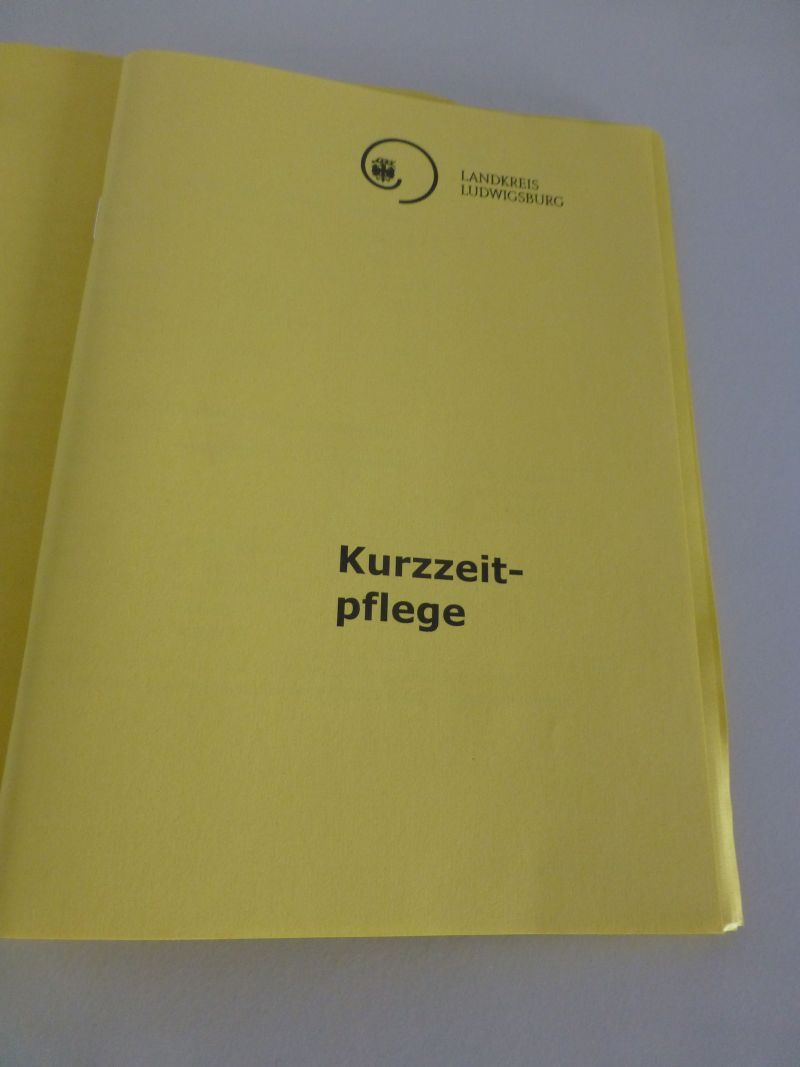 LANDKREIS
LUDWIGSBURG
Kurzzeit-
pflege